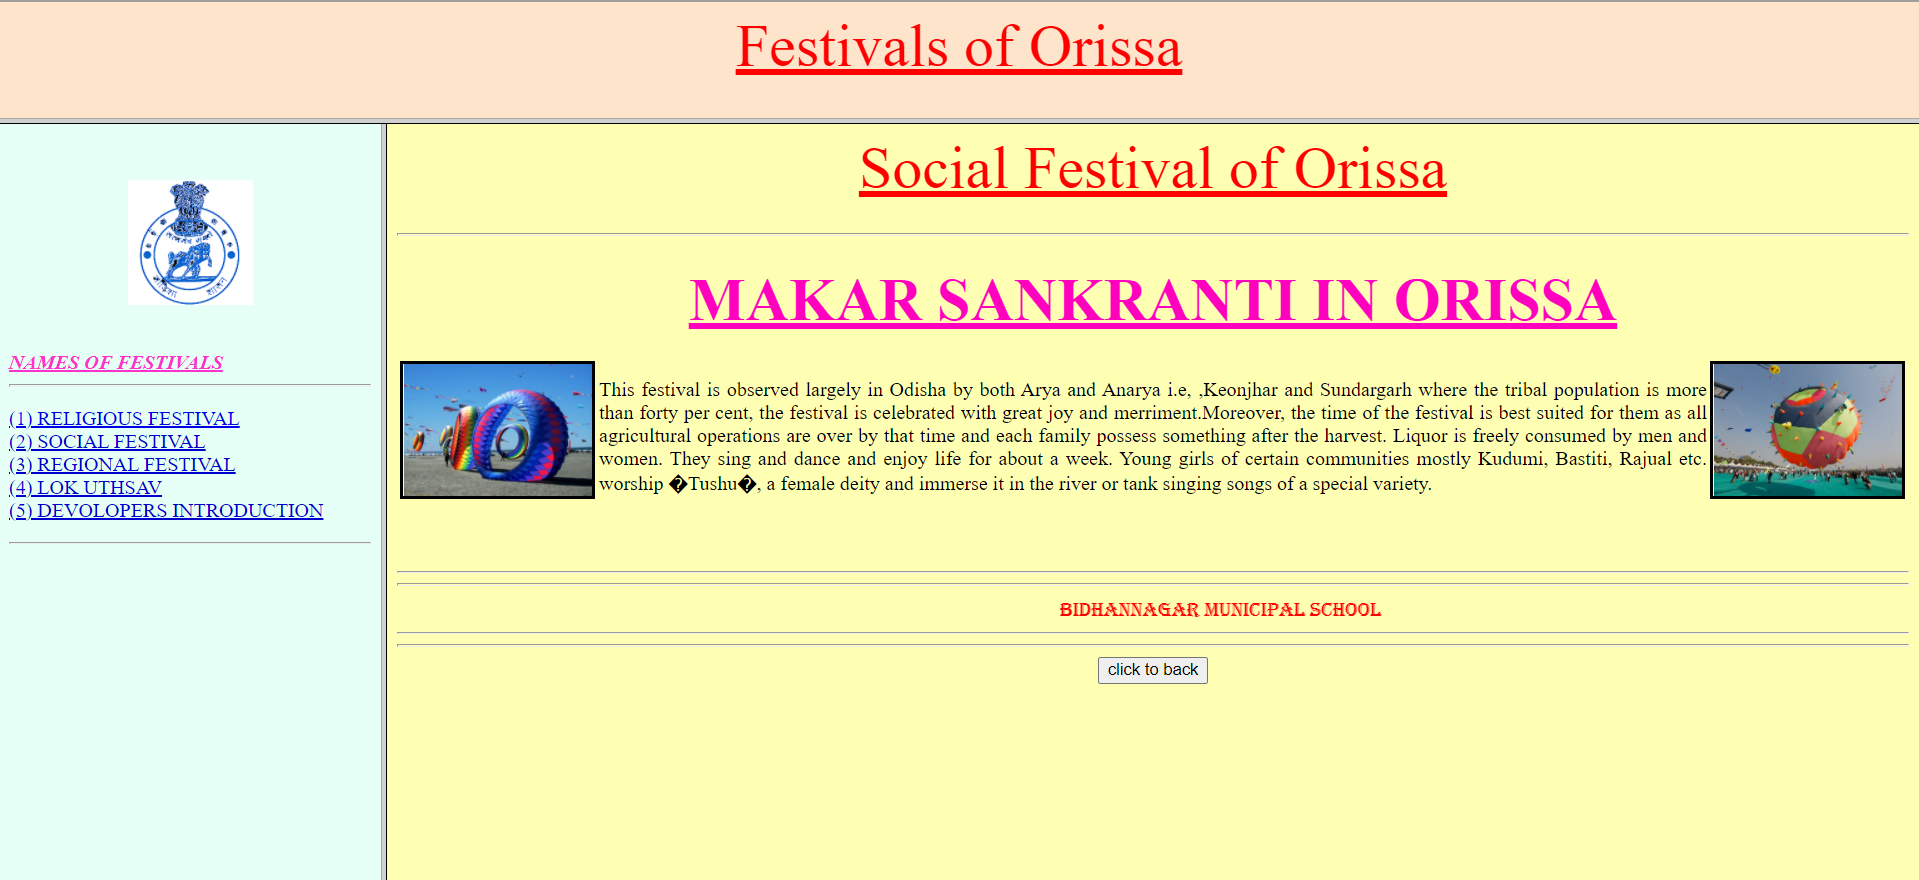 Festivals of Orissa
NAMES OF FESTIVALS
(1) RELIGIOUS FESTIVAL
(2) SOCIAL FESTIVAL
(3) REGIONAL FESTIVAL
(4) LOK UTHSAV
(5) DEVOLOPERS INTRODUCTION
Social Festival of Orissa
MAKAR SANKRANTI IN ORISSA
This festival is observed largely in Odisha by both Arya and Anarya i.e, ,Keonjhar and Sundargarh where the tribal population is more
than forty per cent, the festival is celebrated with great joy and merriment.Moreover, the time of the festival is best suited for them as all
agricultural operations are over by that time and each family possess something after the harvest. Liquor is freely consumed by men and
women. They sing and dance and enjoy life for about a week. Young girls of certain communities mostly Kudumi, Bastiti, Rajual etc.
worship �Tushu�, a female deity and immerse it in the river or tank singing songs of a special variety.
BIDHANNAGAR MUNICIPAL SCHOOL
click to back